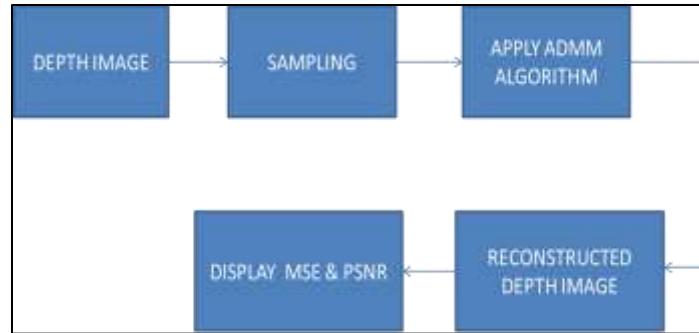 DEPTH IMAGE
SAMPLING
APPLY ADMM
ALGORITHM
RECONSTRUCTED
DEPTH IMAGE
DISPLAY MSE & PSNR